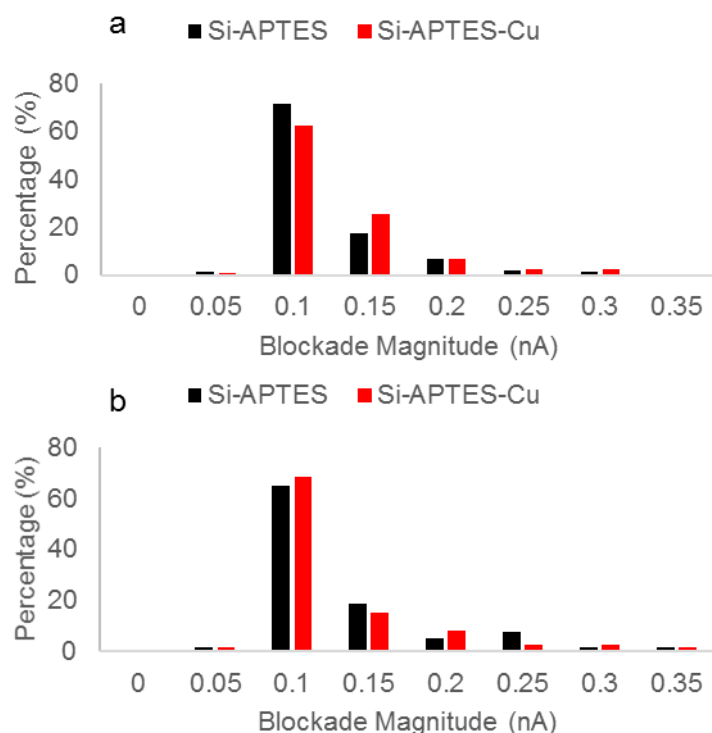 a
Si-APTES Si-APTES-Cu
80
60
40
20
0
Percentage (%)
0 0.05 0.1 0.15 0.2 0.25 0.3 0.35
Blockade Magnitude (nA)
b
Si-APTES Si-APTES-Cu
80
60
40
20
0
Percentage (%)
0 0.05 0.1 0.15 0.2 0.25 0.3 0.35
Blockade Magnitude (nA)